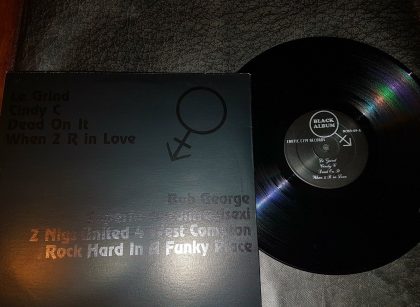 Le Grind
Cindy C
Dead On It
When 2 R in Love
Bob George
2 Nigs United 4 West Compton
Rock Hard In A Funky Place
BLACK
ALBUM
Le Grind
Cindy C
Dead On It
When 2 R in Love